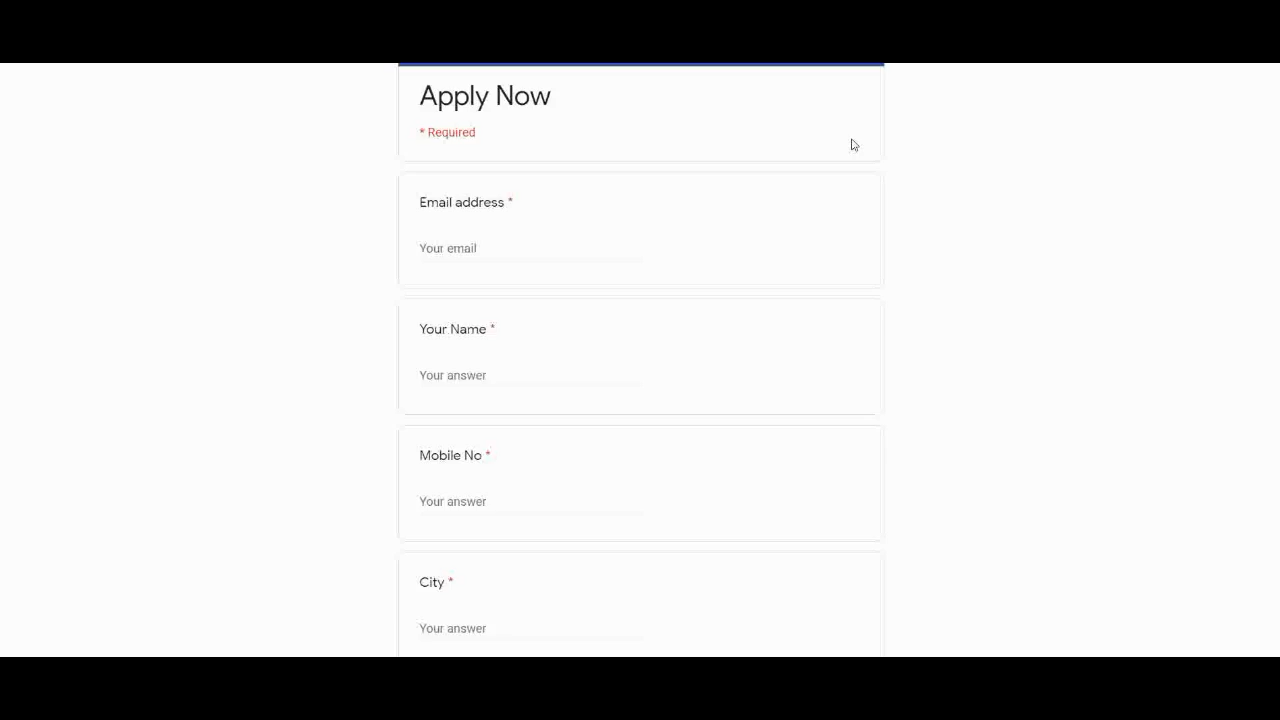 Apply Now
* Required
Email address *
Your email
Your Name *
Your answer
Mobile No *
Your answer
City *
Your answer